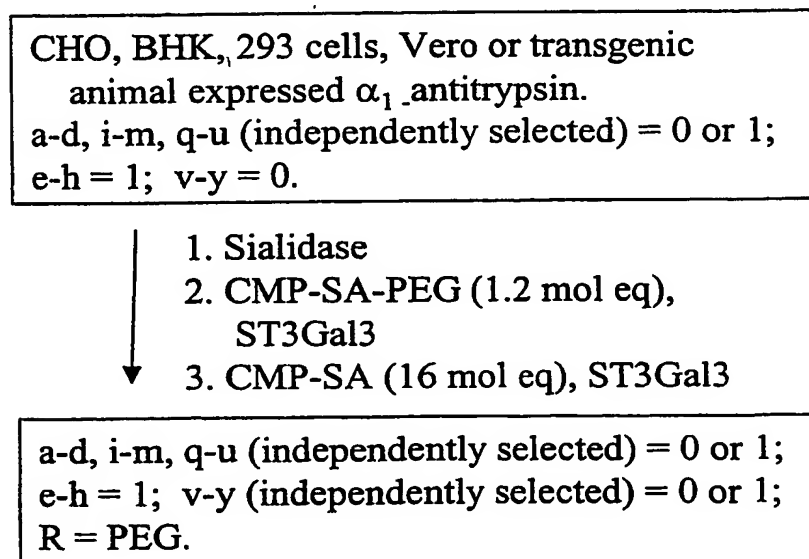 CHO, BHK, 293 cells, Vero or transgenic
animal expressed α₁ antitrypsin.
a-d, i-m, q-u (independently selected) = 0 or 1;
e-h = 1; v-y = 0.
1. Sialidase
2. CMP-SA-PEG (1.2 mol eq),
ST3Gal3
3. CMP-SA (16 mol eq), ST3Gal3
a-d, i-m, q-u (independently selected) = 0 or 1;
e-h = 1; v-y (independently selected) = 0 or 1;
R = PEG.